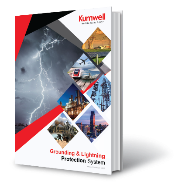 Kumwell
Grounding & Lightning
Protection System